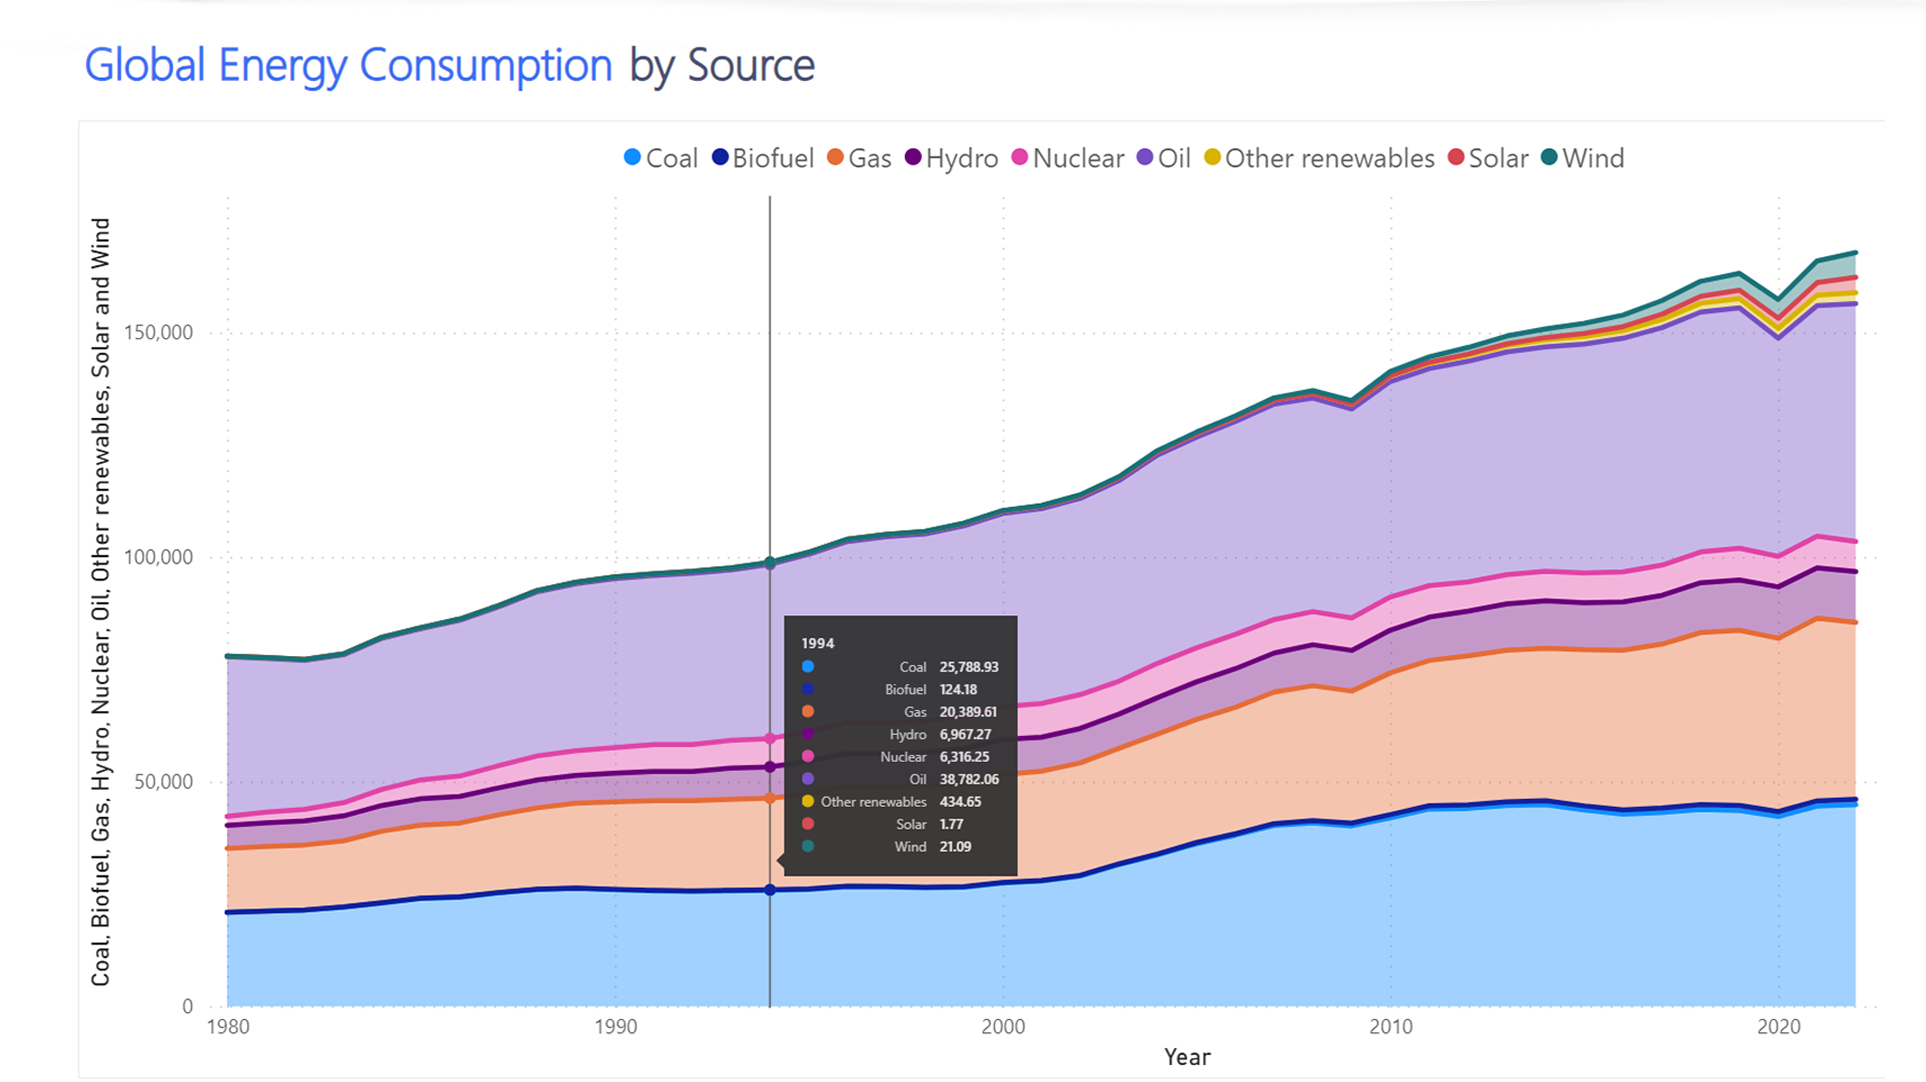 Global Energy Consumption by Source
Coal Biofuel Gas Hydro Nuclear Oil Other renewables Solar Wind
Coal, Biofuel, Gas, Hydro, Nuclear, Oil, Other renewables, Solar and Wind
150,000
100,000
50,000
0
1994
Coal 25,788.93
Biofuel 124.18
Gas 20,389.61
Hydro 6,967.27
Nuclear 6,316.25
Oil 38,782.06
Other renewables 434.65
Solar 1.77
Wind 21.09
1980 1990 2000 2010 2020
Year